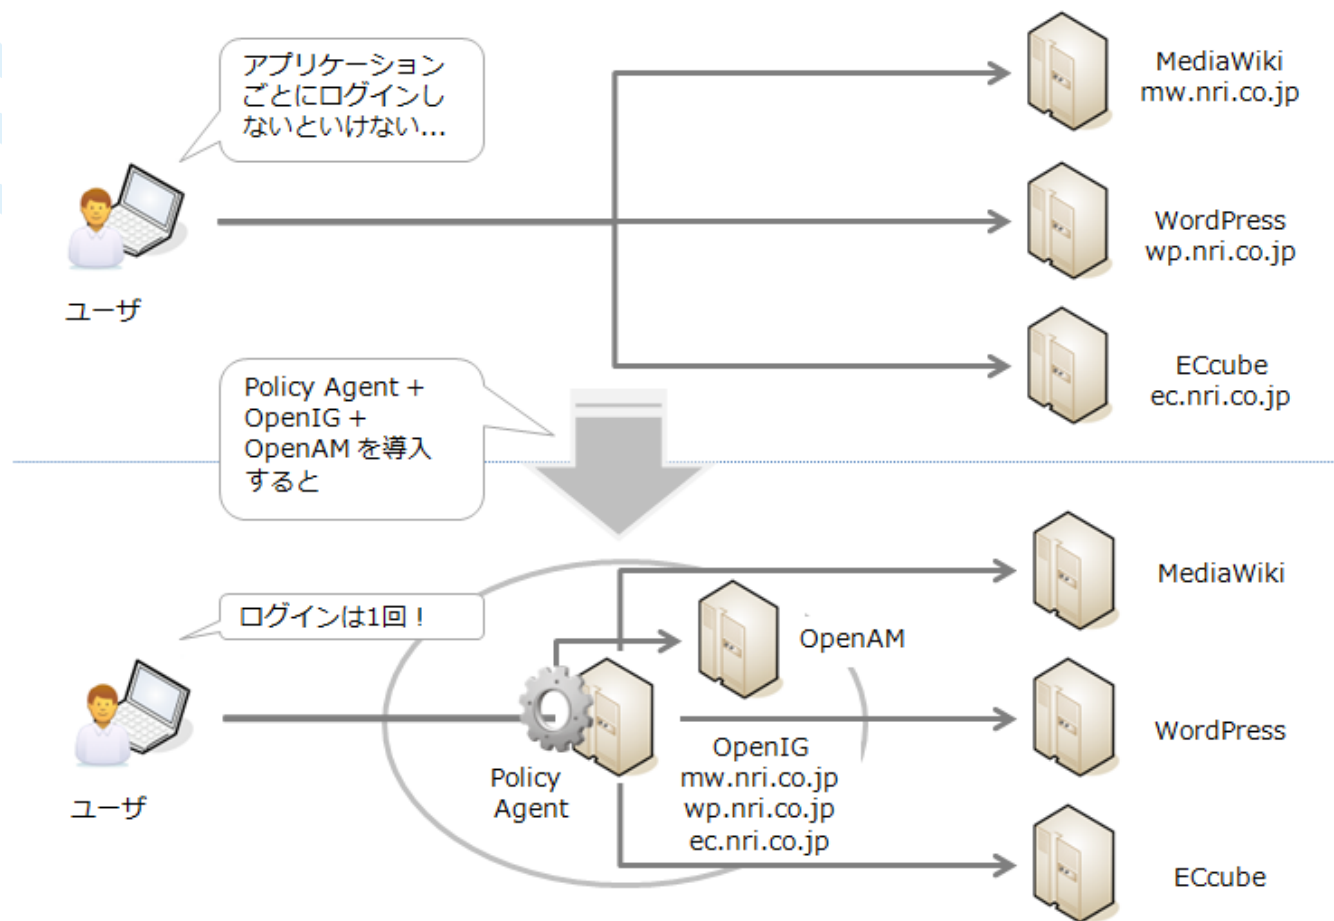 アプリケーション
ごとにログインし
ないといけない...
MediaWiki
mw.nri.co.jp
WordPress
wp.nri.co.jp
ユーザ
ECcube
ec.nri.co.jp
Policy Agent +
OpenIG +
OpenAM を導入
すると
MediaWiki
ログインは1回！
OpenAM
WordPress
OpenIG
mw.nri.co.jp
wp.nri.co.jp
ec.nri.co.jp
Policy
Agent
ユーザ
ECcube